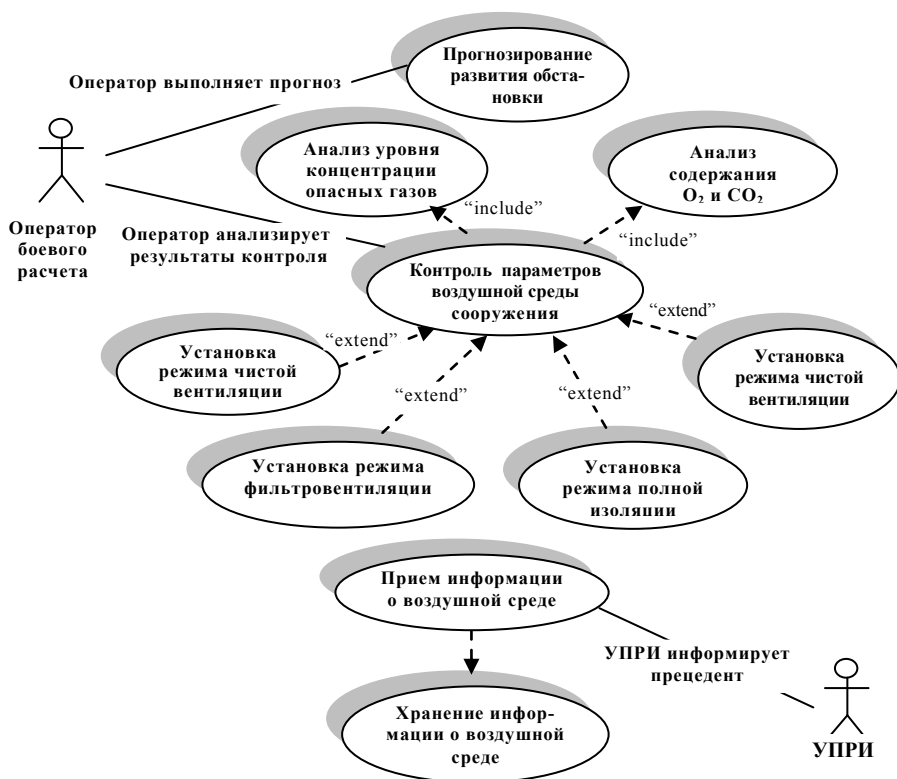 Прогнозирование
развития обста-
новки
Оператор выполняет прогноз
Анализ уровня
концентрации
опасных газов
Анализ
содержания
O₂ и CO₂
“include”
“include”
Оператор
боевого
расчета
Оператор анализирует
результаты контроля
Контроль параметров
воздушной среды
сооружения
“extend”
“extend”
Установка
режима чистой
вентиляции
Установка
режима чистой
вентиляции
“extend”
“extend”
Установка режима
фильтровентиляции
Установка
режима полной
изоляции
Прием информации
о воздушной среде
УПРИ информирует
прецедент
Хранение инфор-
мации о воздушной
среде
УПРИ